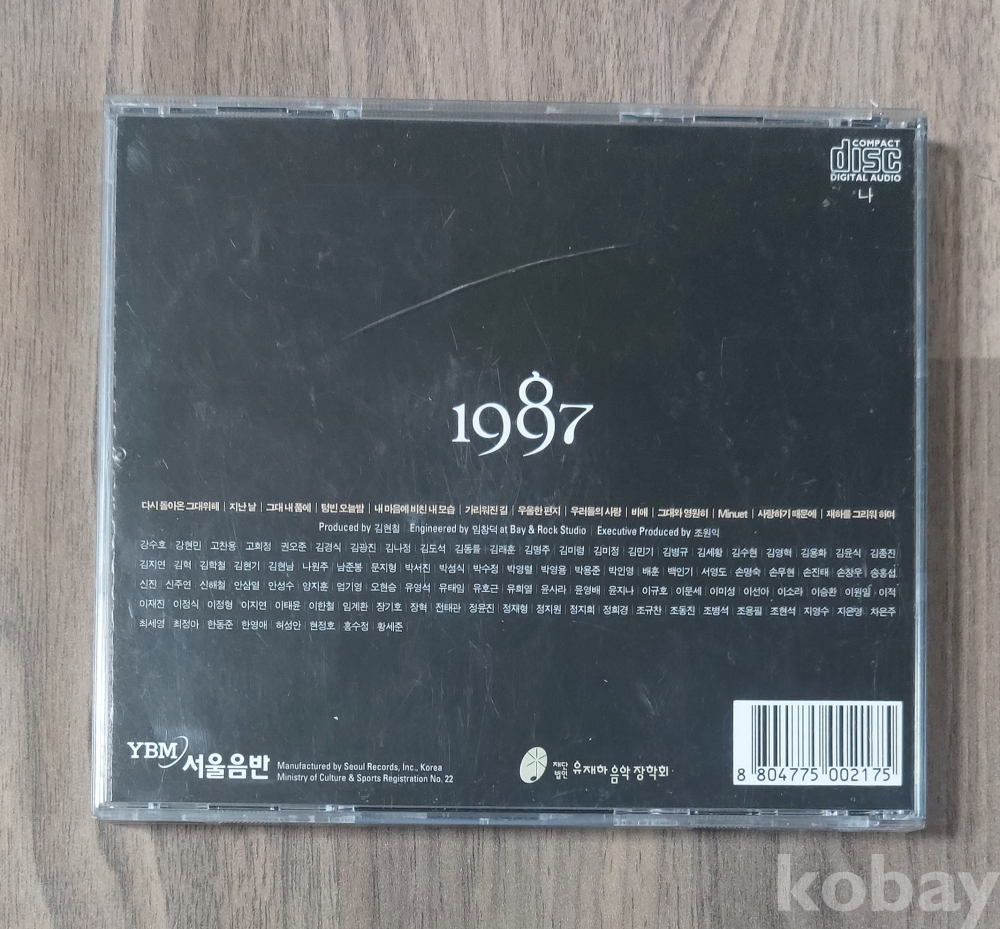 COMPACT
disc
DIGITAL AUDIO
나
1987
다시 돌아온 그대위해 | 지난 날 | 그대 내 품에 | 텅빈 오늘밤 | 내 마음에 비친 내 모습 | 가리워진 길 | 우울한 편지 | 우리들의 사랑 | 비애 | 그대와 영원히 | Minuet | 사랑하기 때문에 | 재하를 그리워 하며
Produced by 김현철 Engineered by 임창덕 at Bay & Rock Studio Executive Produced by 조원익
강수호 김현민 고찬용 고희정 권오준 김경식 김광진 김나정 김도석 김동률 김래훈 김명주 김미령 김미정 김민기 김병규 김세황 김수현 김영혁 김용화 김윤식 김종진
김지연 김혁 김학철 김현기 김현남 나원주 남준봉 문지형 박서진 박성식 박수정 박영렬 박영용 박용준 박인영 배훈 백인기 서영도 손명숙 손무현 손진태 손창우 송홍섭
신진 신주연 신해철 안삼열 안성수 양지훈 엄기영 오현승 유영석 유태임 유호근 유희열 윤사라 윤영배 윤지나 이규호 이문세 이미성 이선아 이소라 이승환 이원일 이적
이재진 이정식 이정형 이지연 이태윤 이한철 임계환 장기호 장혁 전태관 정윤진 정재형 정지원 정지희 정희경 조규찬 조동진 조병석 조용필 조현석 지영수 지은영 차은주
최세영 최정아 한동준 한영애 허성안 현정호 홍수정 황세준
YBM 서울음반
Manufactured by Seoul Records, Inc., Korea
Ministry of Culture & Sports Registration No. 22
재단법인 유재하 음악 장학회
8 804775 002175
kobay